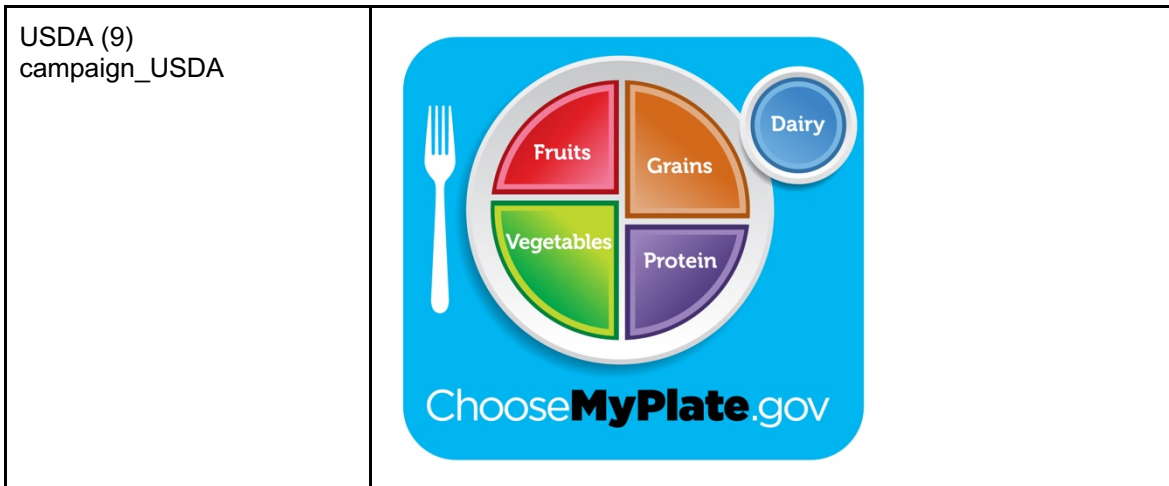 USDA (9)
campaign_USDA
Dairy
Fruits
Grains
Vegetables
Protein
ChooseMyPlate.gov